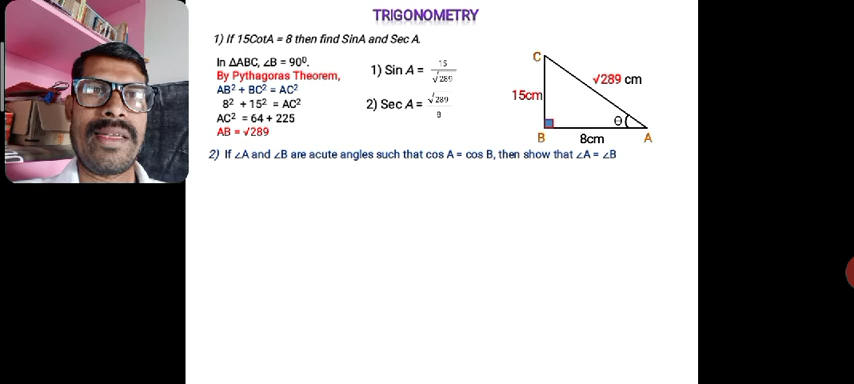 TRIGONOMETRY
1) If 15CotA = 8 then find SinA and Sec A.
In ΔABC, ∠B = 90⁰.
By Pythagoras Theorem,
AB² + BC² = AC²
8² + 15² = AC²
AC² = 64 + 225
AB = √289
1) Sin A = 15/√289
2) Sec A = √289/8
C
√289 cm
15cm
θ
B
8cm
A
2) If ∠A and ∠B are acute angles such that cos A = cos B, then show that ∠A = ∠B